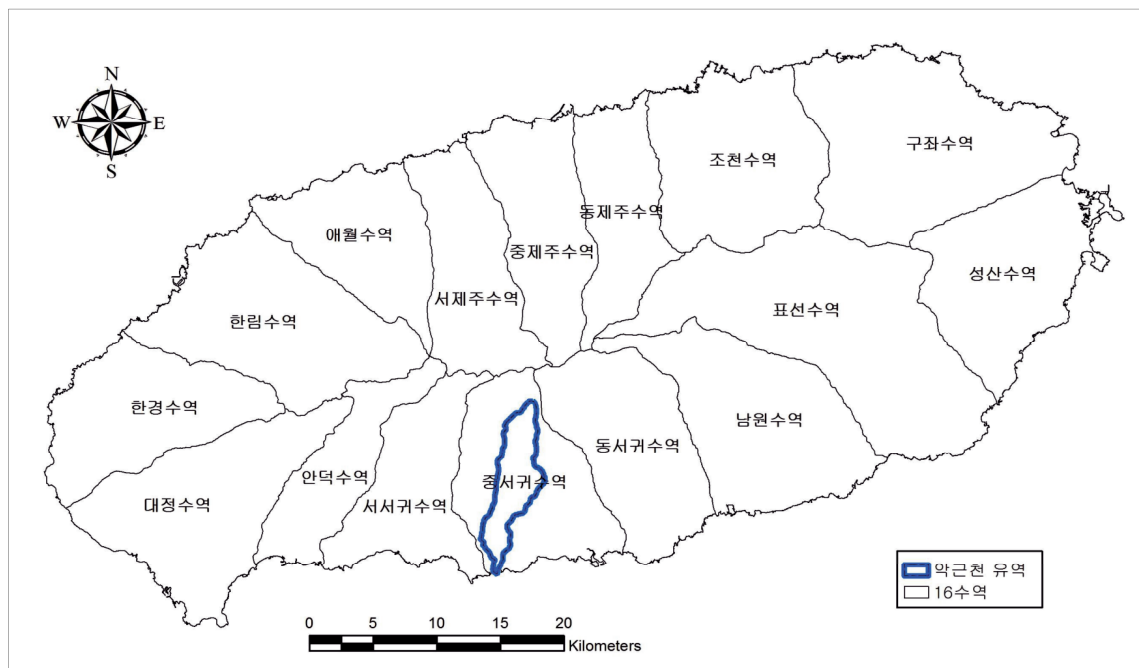 N
W E
S
구좌수역
조천수역
동제주수역
애월수역
중제주수역
성산수역
서제주수역
표선수역
한림수역
한경수역
남원수역
동서귀수역
안덕수역
중서귀수역
대정수역
서서귀수역
악근천 유역
16수역
0 5 10 15 20
Kilometers